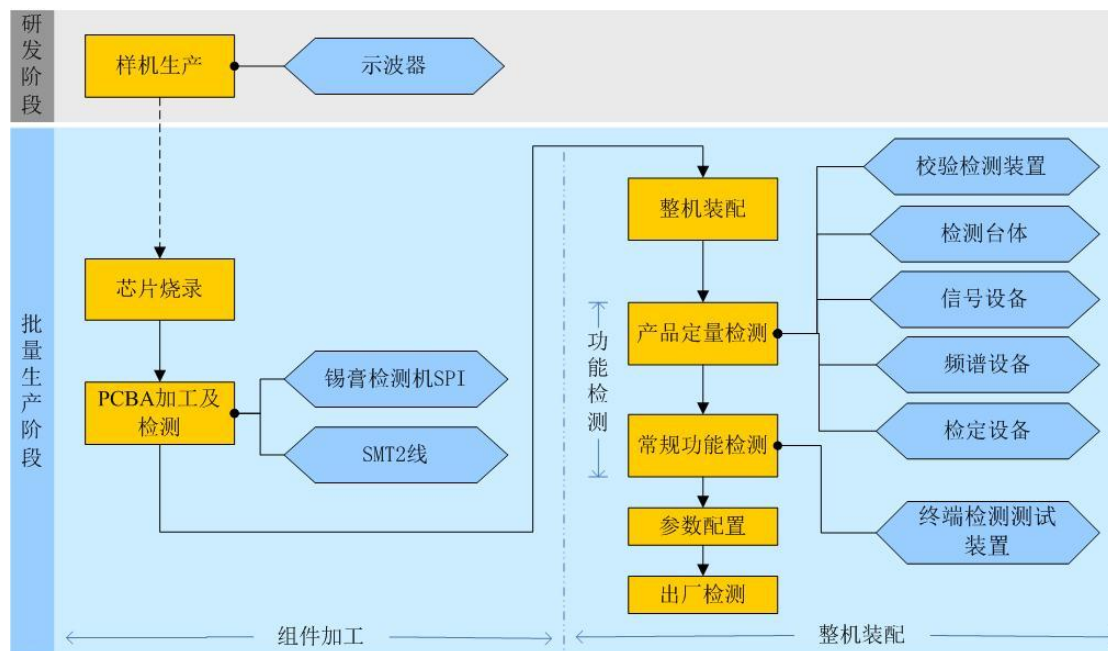 研发阶段
样机生产
示波器
批量生产阶段
芯片烧录
PCBA加工及
检测
锡膏检测机SPI
SMT2线
组件加工
整机装配
功能检测
产品定量检测
常规功能检测
参数配置
出厂检测
校验检测装置
检测台体
信号设备
频谱设备
检定设备
终端检测测试
装置
整机装配